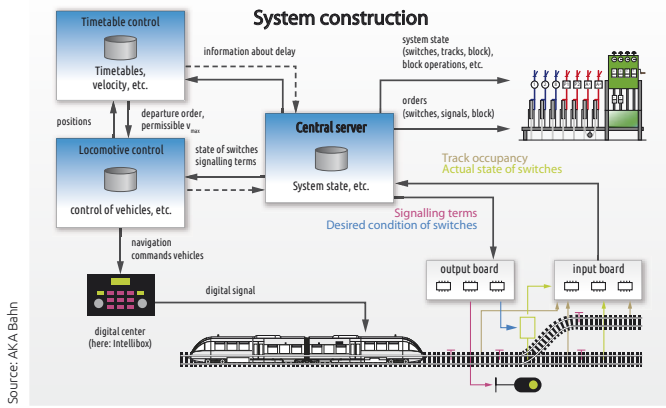 System construction
Timetable control
Timetables,
velocity, etc.
information about delay
system state
(switches, tracks, block),
block operations, etc.
orders
(switches, signals, block)
positions
departure order,
permissible vmax
Central server
System state, etc.
Locomotive control
control of vehicles, etc.
state of switches
signalling terms
Track occupancy
Actual state of switches
Signalling terms
Desired condition of switches
navigation
commands vehicles
output board
input board
digital signal
digital center
(here: Intellibox)
Source: AKA Bahn